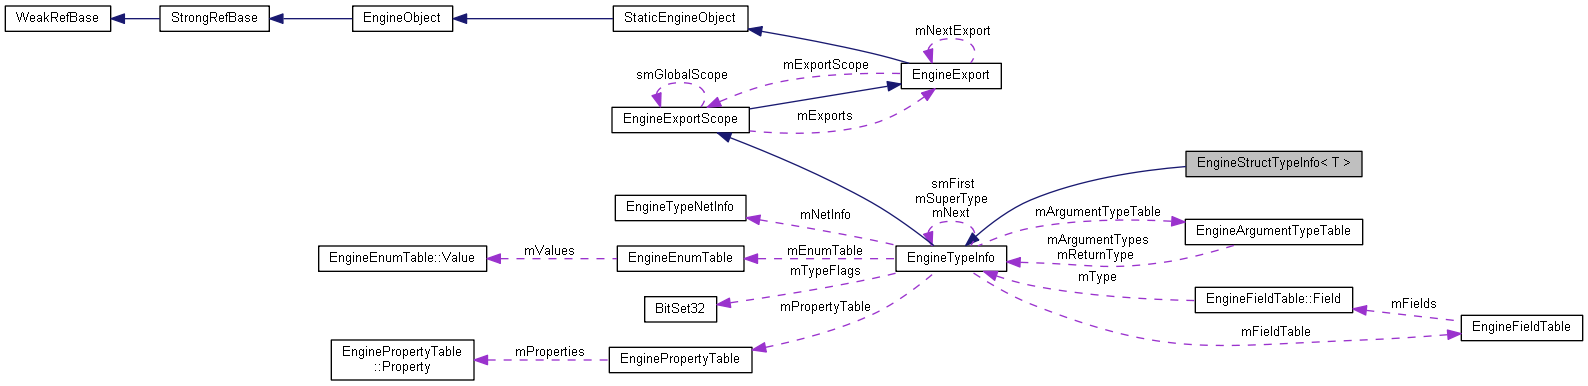 WeakRefBase
StrongRefBase
EngineObject
StaticEngineObject
mNextExport
mExportScope
EngineExport
smGlobalScope
EngineExportScope
mExports
EngineStructTypeInfo< T >
smFirst
mSuperType
mNext
EngineTypeNetInfo
mNetInfo
mArgumentTypeTable
EngineArgumentTypeTable
mArgumentTypes
mReturnType
EngineEnumTable::Value
mValues
EngineEnumTable
mEnumTable
EngineTypeInfo
mTypeFlags
mType
BitSet32
mPropertyTable
EngineFieldTable::Field
mFields
mFieldTable
EngineFieldTable
EnginePropertyTable
::Property
mProperties
EnginePropertyTable